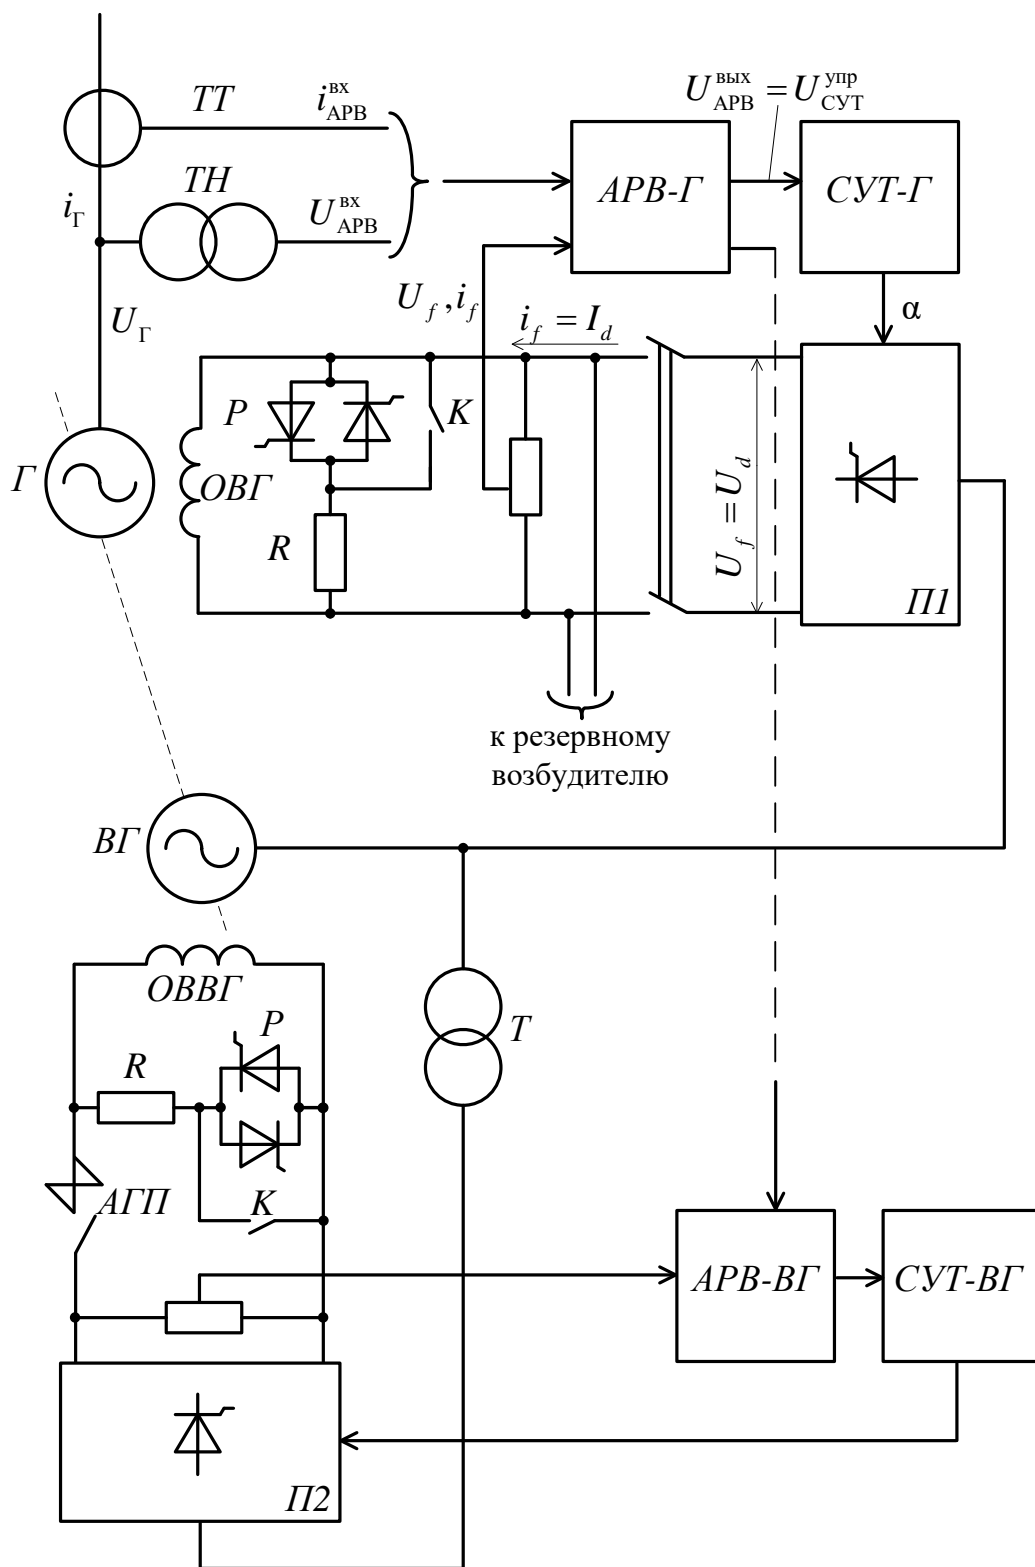 ТТ
i_АРВ^вх
U_АРВ^вых = U_СУТ^упр
ТН
i_Г
U_АРВ^вх
АРВ-Г
СУТ-Г
U_Г
U_f, i_f
i_f = I_d
α
Г
ОВГ
Р
К
R
U_f = U_d
П1
к резервному
возбудителю
ВГ
ОВВГ
Р
R
Т
АГП
К
АРВ-ВГ
СУТ-ВГ
П2